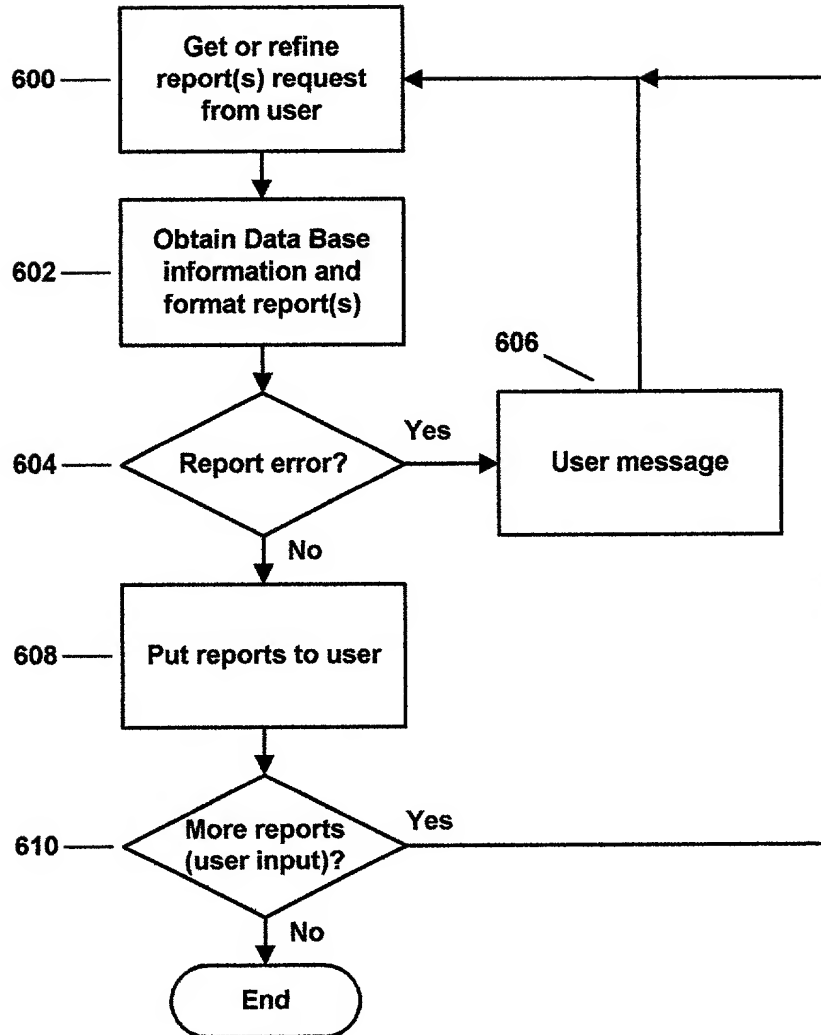 600
Get or refine
report(s) request
from user
602
Obtain Data Base
information and
format report(s)
604
Report error?
Yes
606
User message
No
608
Put reports to user
610
More reports
(user input)?
Yes
No
End